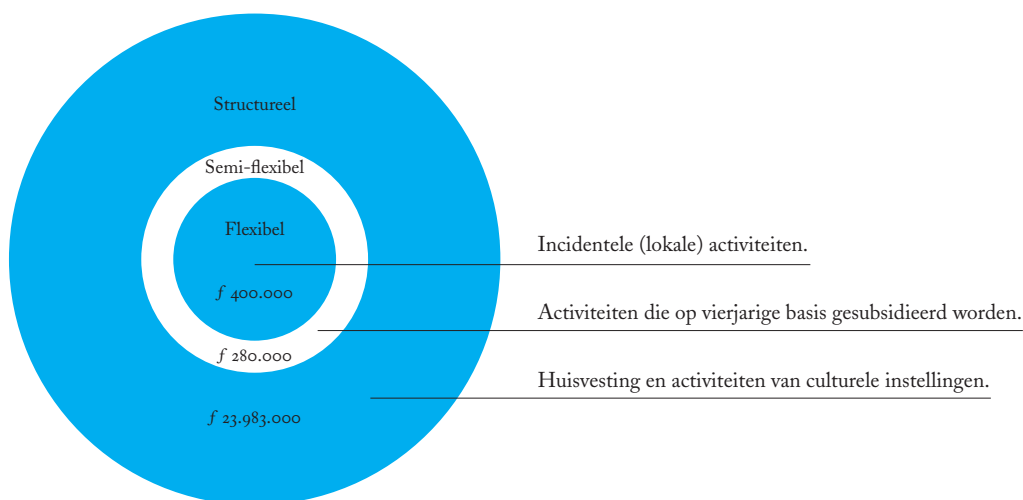 Structureel
Semi-flexibel
Flexibel
Incidentele (lokale) activiteiten.
ƒ 400.000
Activiteiten die op vierjarige basis gesubsidieerd worden.
ƒ 280.000
Huisvesting en activiteiten van culturele instellingen.
ƒ 23.983.000